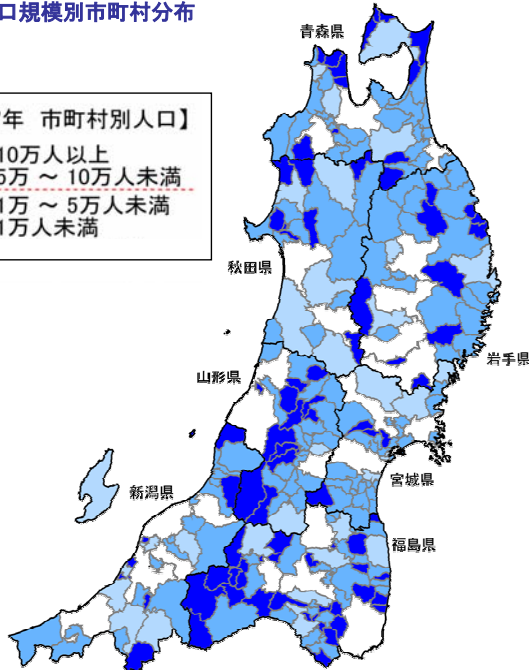 口規模別市町村分布
年 市町村別人口】
10万人以上
5万 ～ 10万人未満
1万 ～ 5万人未満
1万人未満
青森県
秋田県
岩手県
山形県
宮城県
新潟県
福島県